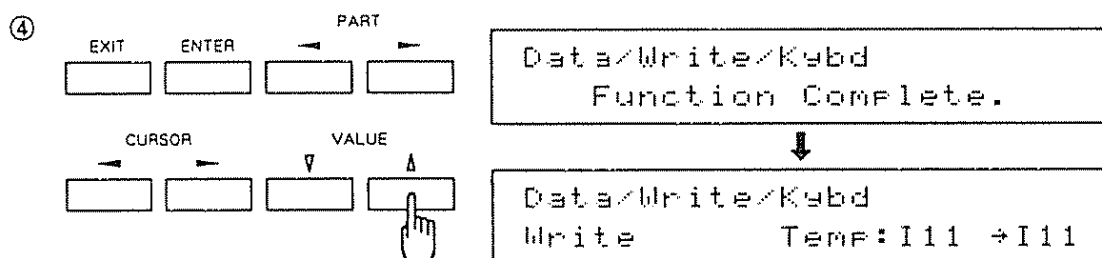 ④
EXIT ENTER ◄ PART ►
CURSOR ◄ ► VALUE ▽ △
Data/Write/Kybd
Function Complete.
Data/Write/Kybd
Write Temp:I11 →I11